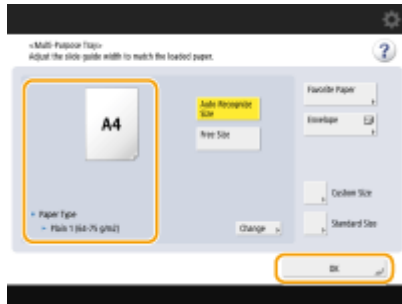 <Multi-Purpose Tray>
Adjust the slide guide width to match the loaded paper.
?
A4
Auto Recognize
Size
Free Size
Favorite Paper
Envelope
Custom Size
Standard Size
Paper Type
Plain 1 (64-75 g/m2)
Change
OK